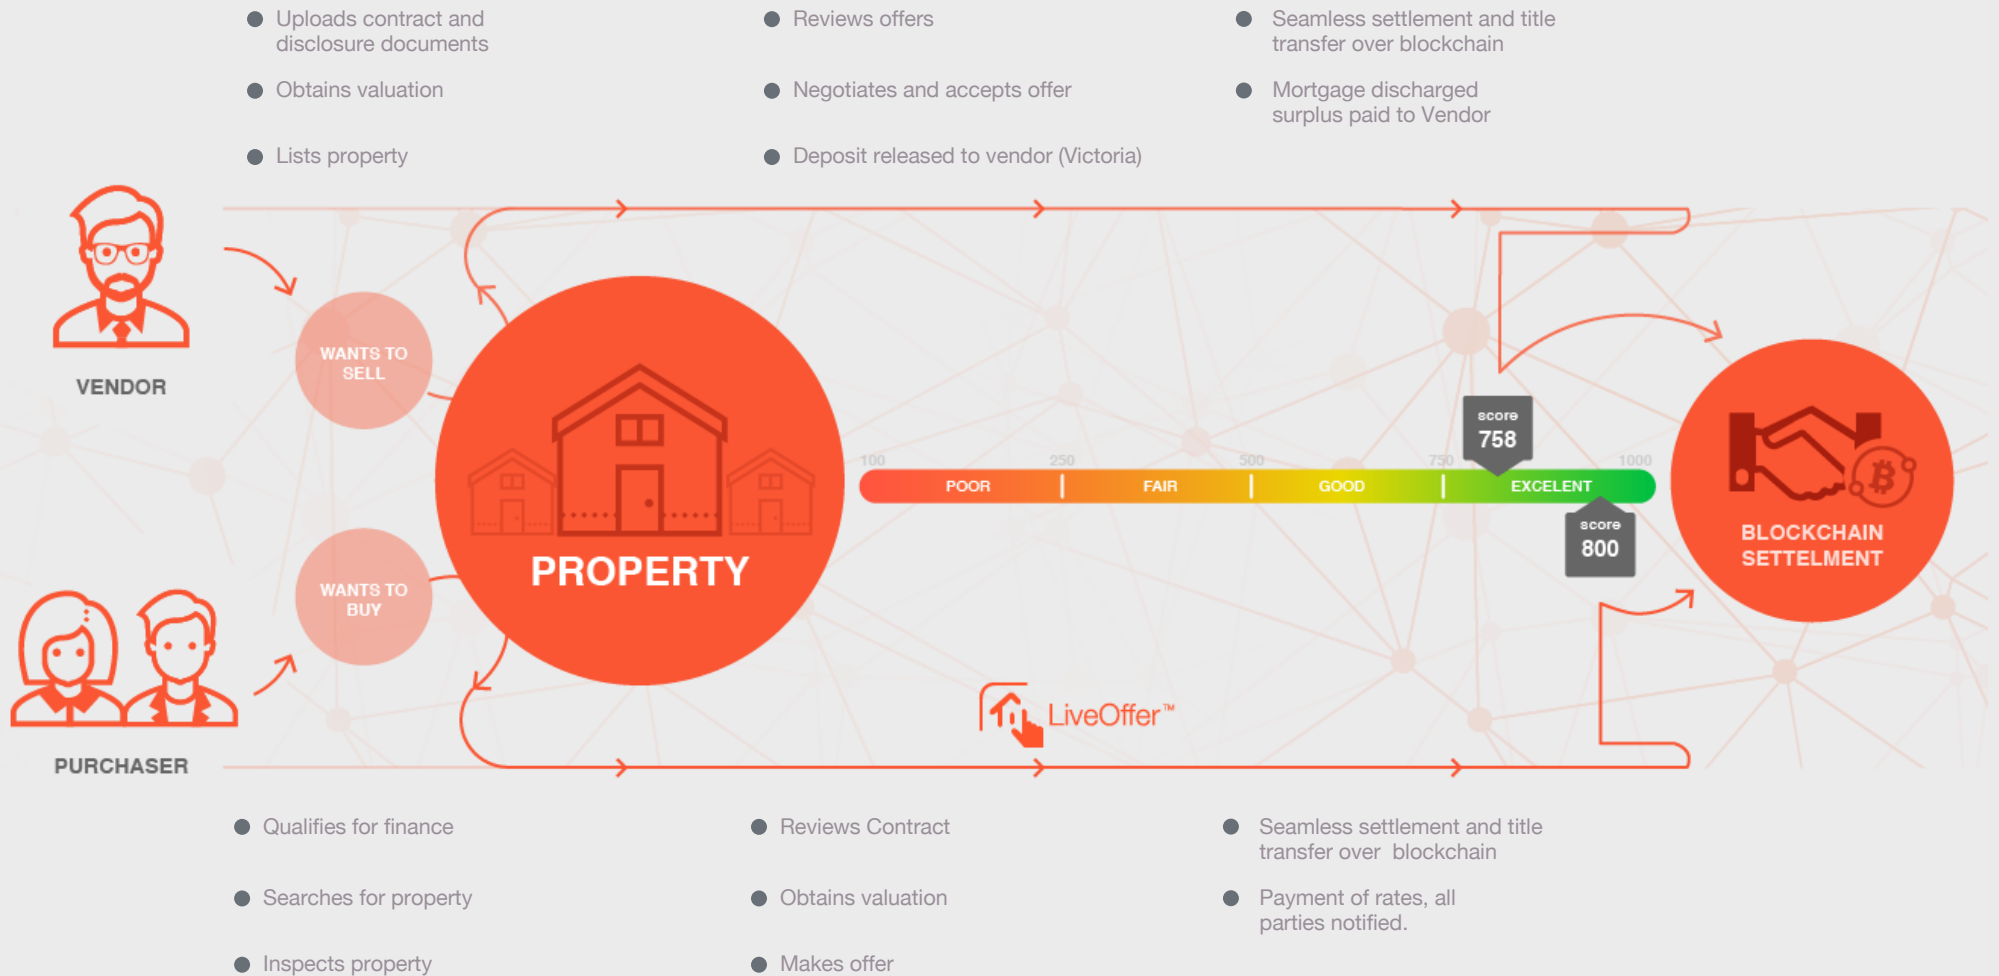 Uploads contract and
disclosure documents
Obtains valuation
Lists property
Reviews offers
Negotiates and accepts offer
Deposit released to vendor (Victoria)
Seamless settlement and title
transfer over blockchain
Mortgage discharged
surplus paid to Vendor
VENDOR
WANTS TO
SELL
PURCHASER
WANTS TO
BUY
PROPERTY
100 250 500 750 1000
POOR FAIR GOOD EXCELENT
score
758
score
800
BLOCKCHAIN
SETTELMENT
LiveOffer™
Qualifies for finance
Searches for property
Inspects property
Reviews Contract
Obtains valuation
Makes offer
Seamless settlement and title
transfer over blockchain
Payment of rates, all
parties notified.